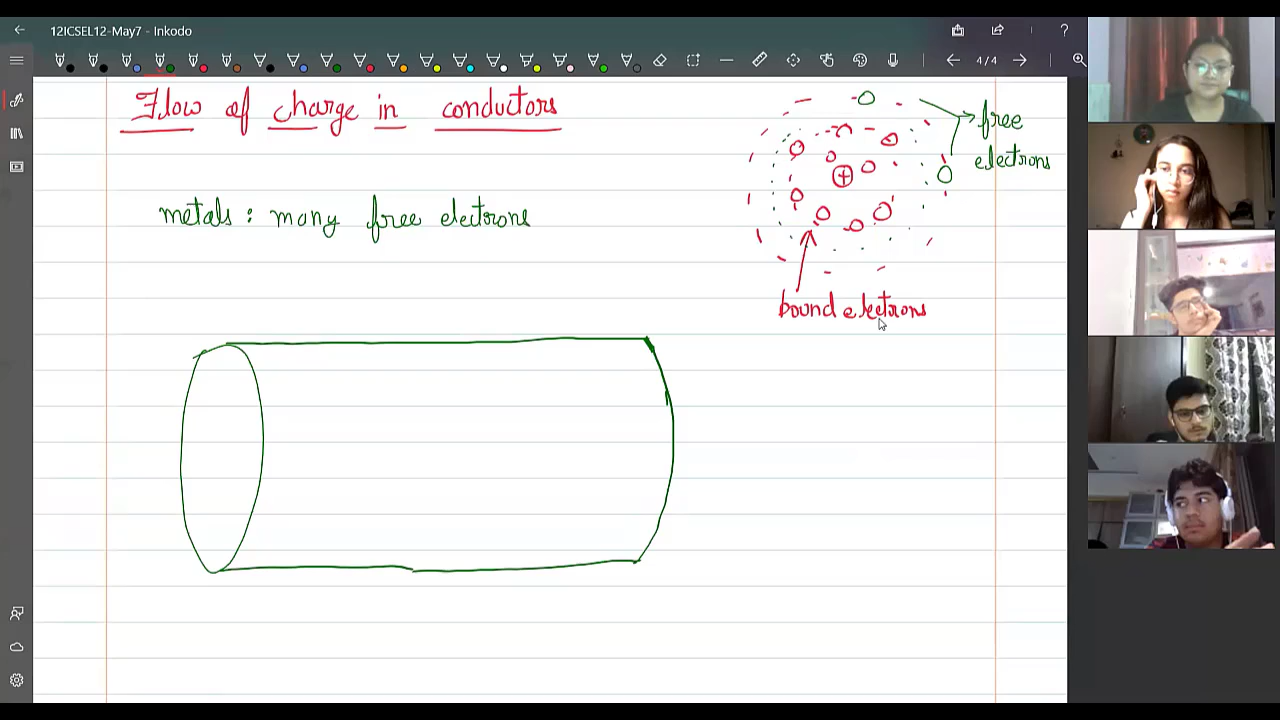 12ICSEL12-May7 - Inkodo
4/4
Flow of charge in conductors
free
electrons
metals : many free electrons
bound electrons